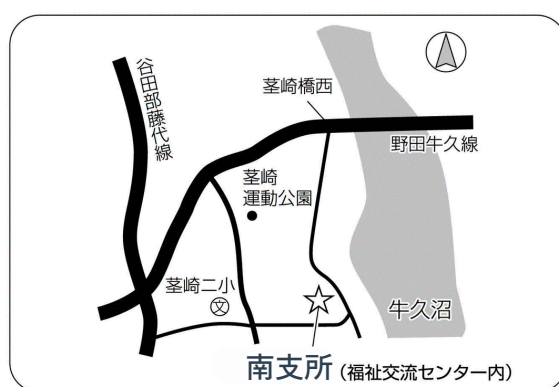 谷田部藤代線
茎崎橋西
野田牛久線
茎崎
運動公園
茎崎二小
文
牛久沼
南支所(福祉交流センター内)